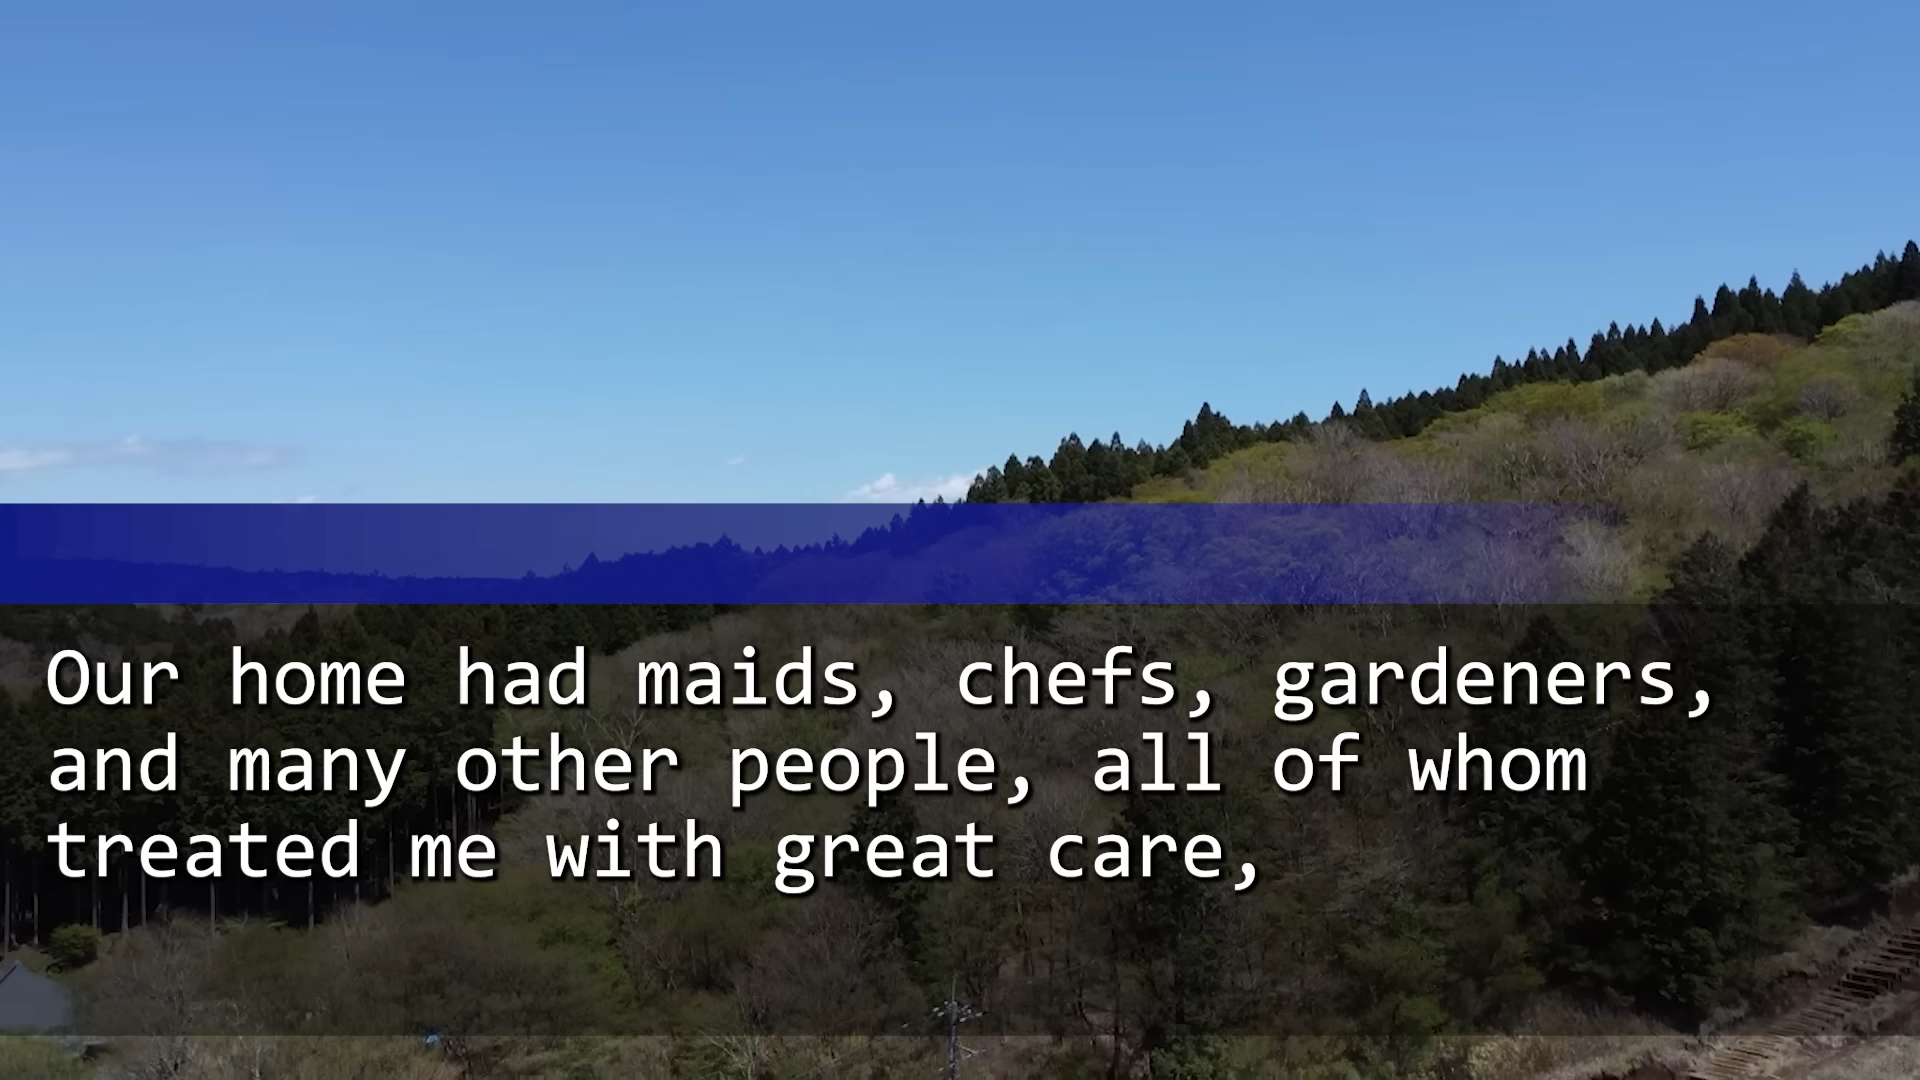 Our home had maids, chefs, gardeners,
and many other people, all of whom
treated me with great care,